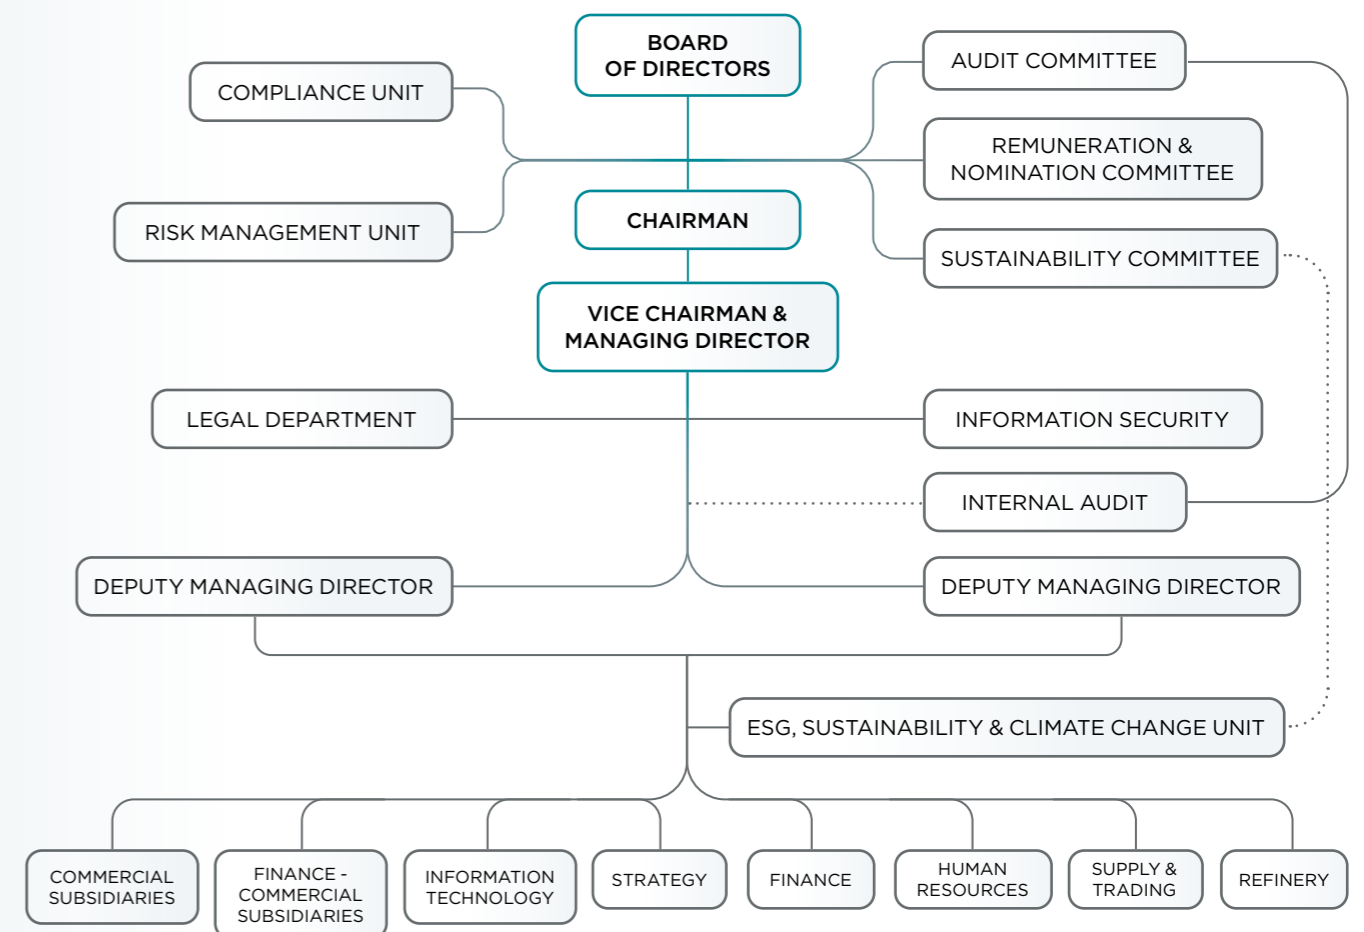 BOARD
OF DIRECTORS
AUDIT COMMITTEE
COMPLIANCE UNIT
REMUNERATION &
NOMINATION COMMITTEE
CHAIRMAN
RISK MANAGEMENT UNIT
SUSTAINABILITY COMMITTEE
VICE CHAIRMAN &
MANAGING DIRECTOR
LEGAL DEPARTMENT
INFORMATION SECURITY
INTERNAL AUDIT
DEPUTY MANAGING DIRECTOR
DEPUTY MANAGING DIRECTOR
ESG, SUSTAINABILITY & CLIMATE CHANGE UNIT
COMMERCIAL
SUBSIDIARIES
FINANCE -
COMMERCIAL
SUBSIDIARIES
INFORMATION
TECHNOLOGY
STRATEGY
FINANCE
HUMAN
RESOURCES
SUPPLY &
TRADING
REFINERY